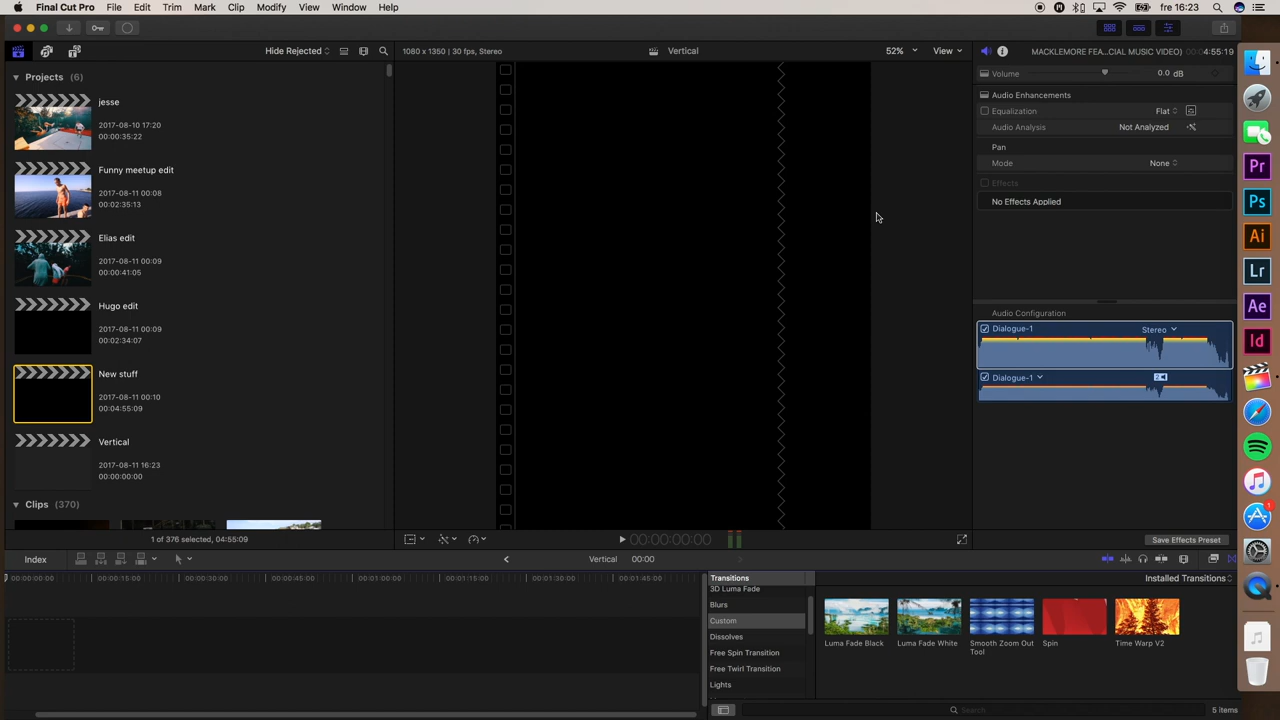 Final Cut Pro File Edit Trim Mark Clip Modify View Window Help
fre 16:23
Hide Rejected
1080 x 1350 | 30 fps, Stereo
Vertical
52%
View
MACKLEMORE FEA...CIAL MUSIC VIDEO)
4:55:19
Projects (6)
jesse
2017-08-10 17:20
00:00:35:22
Funny meetup edit
2017-08-11 00:08
00:02:35:13
Elias edit
2017-08-11 00:09
00:00:41:05
Hugo edit
2017-08-11 00:09
00:02:34:07
New stuff
2017-08-11 00:10
00:04:55:09
Vertical
2017-08-11 16:23
00:00:00:00
Clips (370)
1 of 376 selected, 04:55:09
00:00:00:00
Volume 0.0 dB
Audio Enhancements
Equalization Flat
Audio Analysis Not Analyzed
Pan
Mode None
Effects
No Effects Applied
Audio Configuration
Dialogue-1 Stereo
Dialogue-1
Save Effects Preset
Index
Vertical 00:00
Installed Transitions
00:00:00:00 00:00:15:00 00:00:30:00 00:00:45:00 00:01:00:00 00:01:15:00 00:01:30:00 00:01:45:00
Transitions
3D Luma Fade
Blurs
Custom
Dissolves
Free Spin Transition
Free Twirl Transition
Lights
Luma Fade Black
Luma Fade White
Smooth Zoom Out
Tool
Spin
Time Warp V2
Search
5 items
Pr
Ps
Ai
Lr
Ae
Id
1